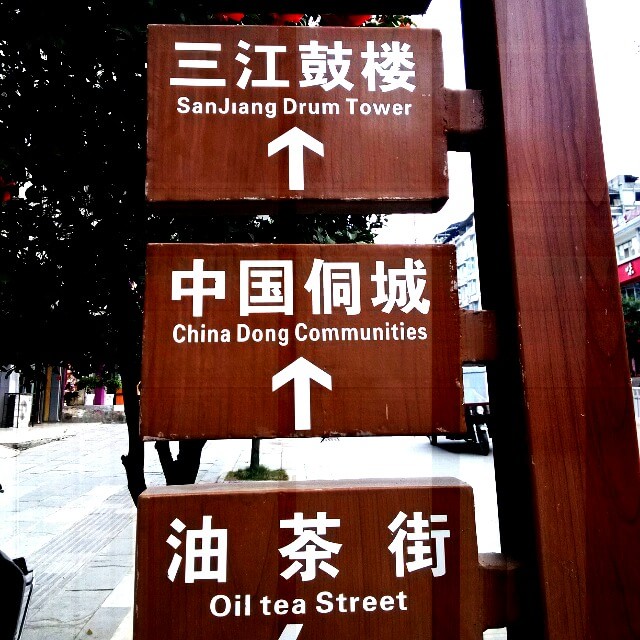 三江鼓楼
SanJiang Drum Tower
中国侗城
China Dong Communities
油茶街
Oil tea Street